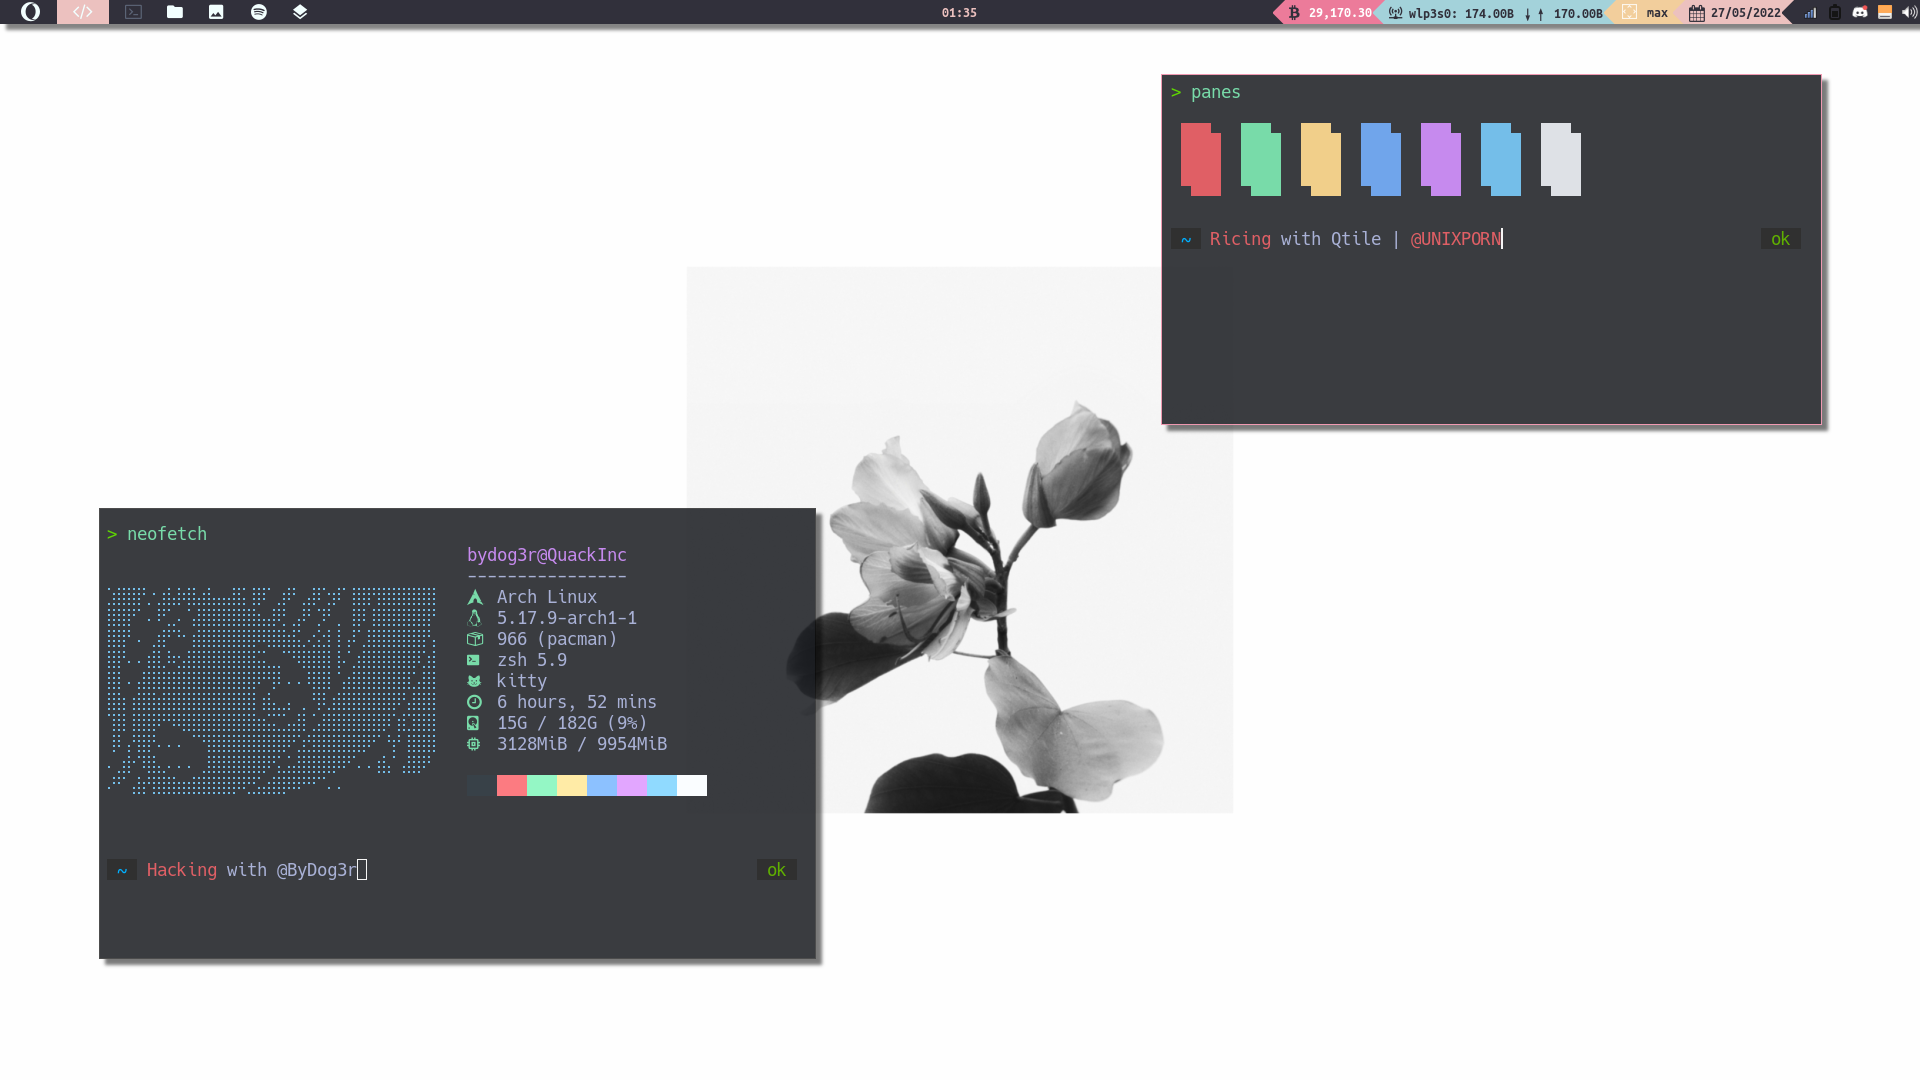 01:35
29,170.30
wlp3s0: 174.00B ↓↑ 170.00B
max
27/05/2022
> panes
~ Ricing with Qtile | @UNIXPORN
ok
> neofetch
bydog3r@QuackInc
----------------
Arch Linux
5.17.9-arch1-1
966 (pacman)
zsh 5.9
kitty
6 hours, 52 mins
15G / 182G (9%)
3128MiB / 9954MiB
~ Hacking with @ByDog3r
ok